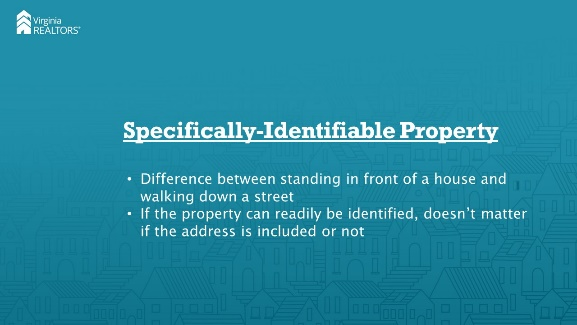 Virginia
REALTORS®
Specifically-Identifiable Property
• Difference between standing in front of a house and
walking down a street
• If the property can readily be identified, doesn't matter
if the address is included or not